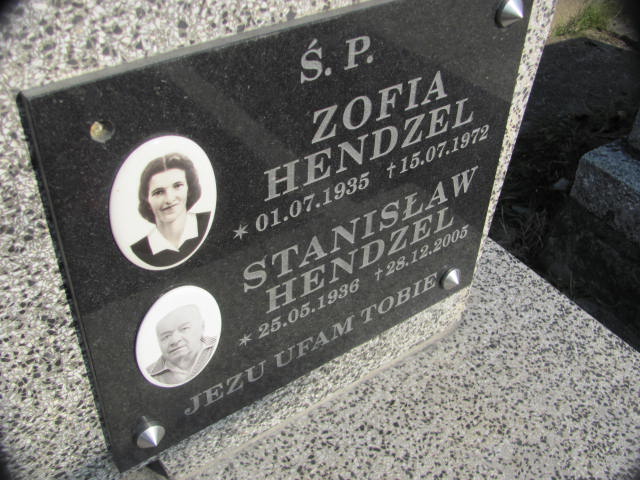 Ś. P.
ZOFIA
HENDZEL
* 01.07.1935 †15.07.1972
STANISŁAW
HENDZEL
* 25.05.1936 †28.12.2005
JEZU UFAM TOBIE